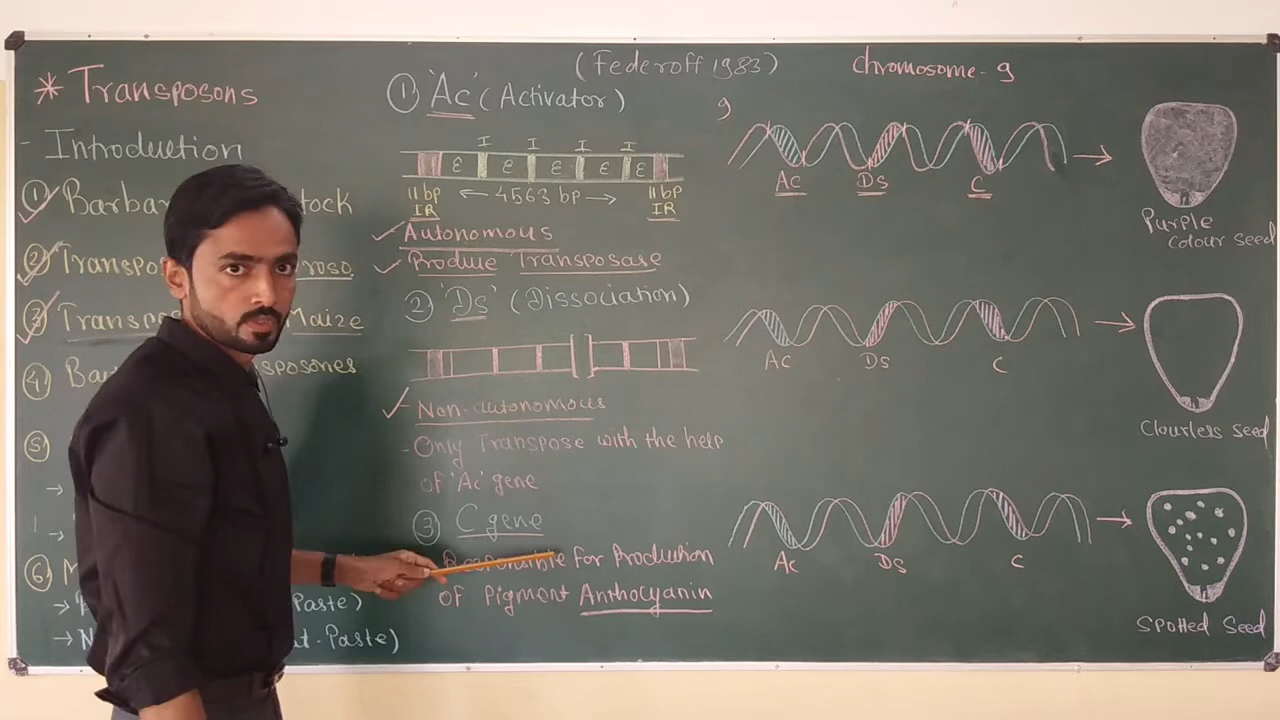 * Transposons
- Introduction
① Barba tock
② Transpo roso
③ Transpos Maize
④ Ba sposones
⑤
→
→
⑥ M
→ Paste)
→ N t-Paste)
(Federoff 1983)
① 'Ac' (Activator)
I I I I
E E E E E
11 bp ← 4563 bp → 11 bp
IR IR
✓ Autonomous
✓ Produce Transposase
② 'Ds' (Dissociation)
✓ Non-autonomous
- Only Transpose with the help
of 'Ac' gene
③ C gene
For Production
of Pigment Anthocyanin
chromosome-9
9
Ac Ds C
→
Purple
Colour Seed
Ac Ds C
→
Clourless Seed
Ac Ds C
→
Spotted Seed